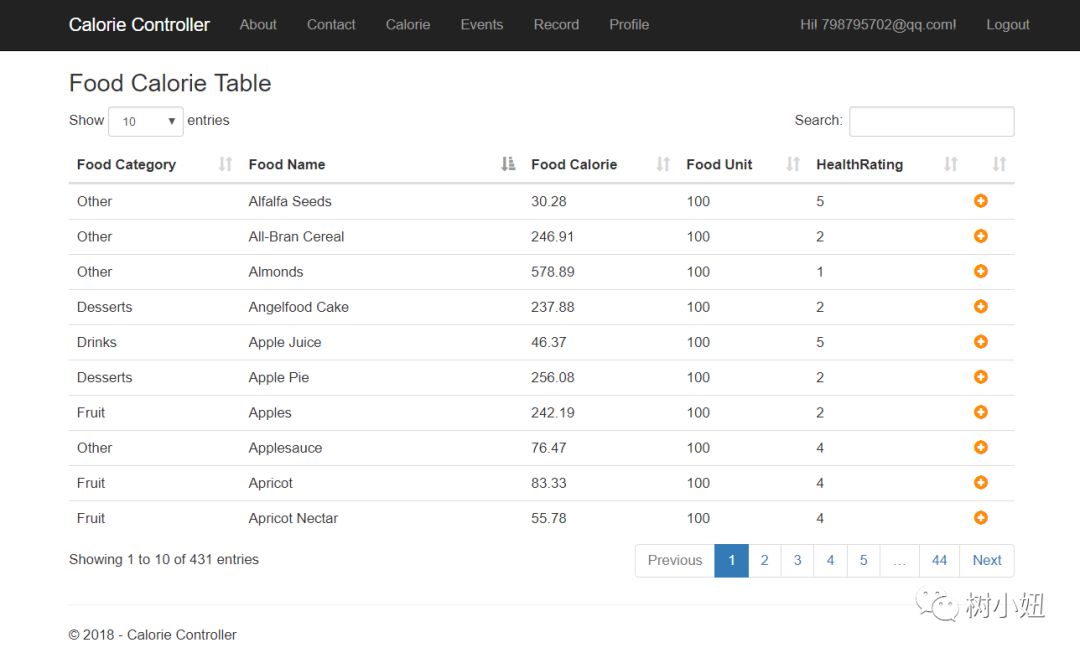 Calorie Controller About Contact Calorie Events Record Profile Hi! 798795702@qq.com! Logout
Food Calorie Table
Show 10 entries Search:
Food Category Food Name Food Calorie Food Unit HealthRating
Other Alfalfa Seeds 30.28 100 5
Other All-Bran Cereal 246.91 100 2
Other Almonds 578.89 100 1
Desserts Angelfood Cake 237.88 100 2
Drinks Apple Juice 46.37 100 5
Desserts Apple Pie 256.08 100 2
Fruit Apples 242.19 100 2
Other Applesauce 76.47 100 4
Fruit Apricot 83.33 100 4
Fruit Apricot Nectar 55.78 100 4
Showing 1 to 10 of 431 entries Previous 1 2 3 4 5 … 44 Next
树小妞
© 2018 - Calorie Controller